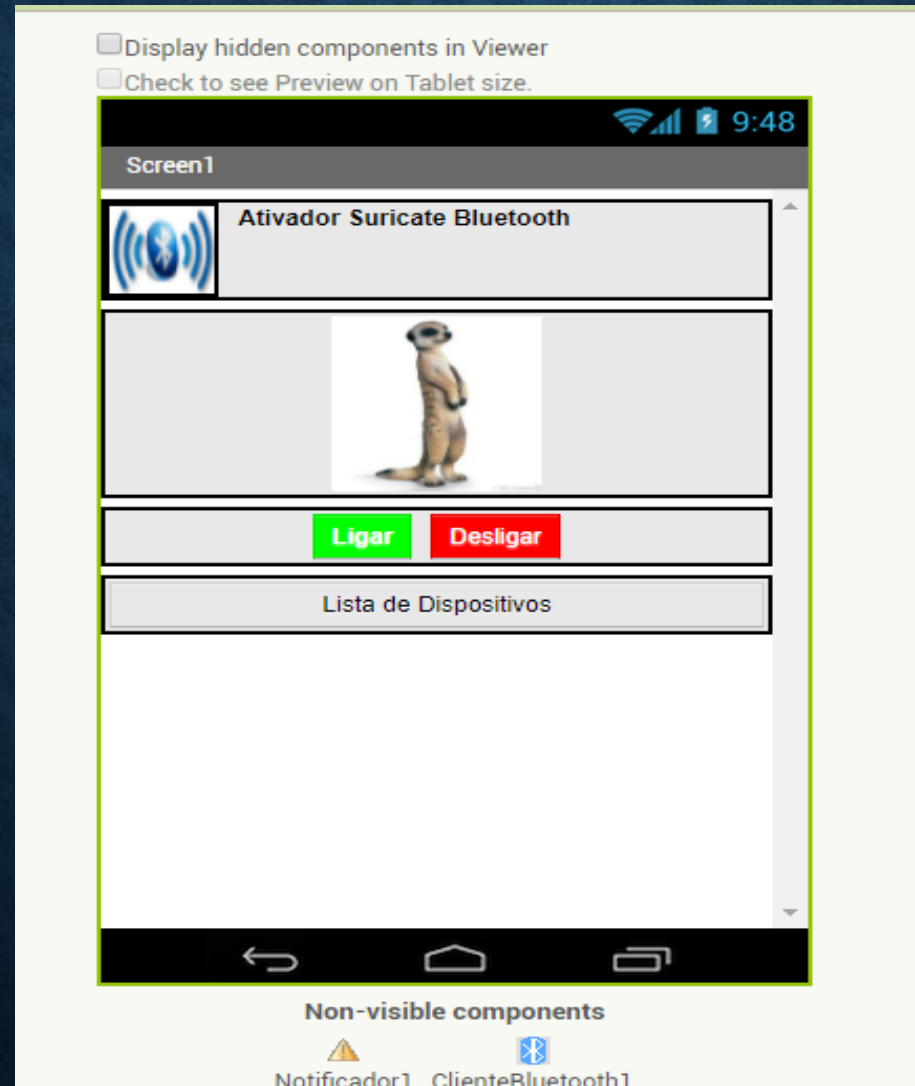 Display hidden components in Viewer
Check to see Preview on Tablet size.
9:48
Screen1
Ativador Suricate Bluetooth
Ligar Desligar
Lista de Dispositivos
Non-visible components
Notificador1 ClienteBluetooth1